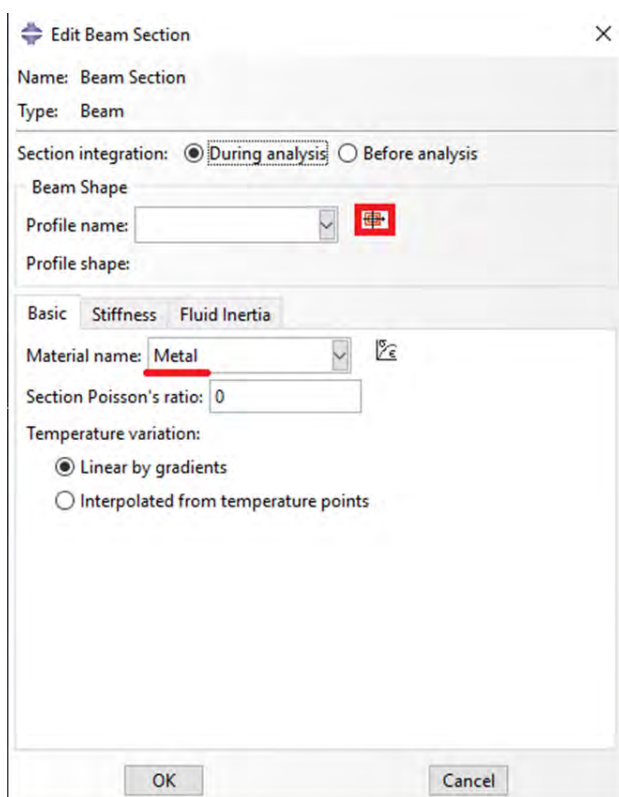 Edit Beam Section
Name: Beam Section
Type: Beam
Section integration: During analysis Before analysis
Beam Shape
Profile name:
Profile shape:
Basic Stiffness Fluid Inertia
Material name: Metal
Section Poisson's ratio: 0
Temperature variation:
Linear by gradients
Interpolated from temperature points
OK Cancel